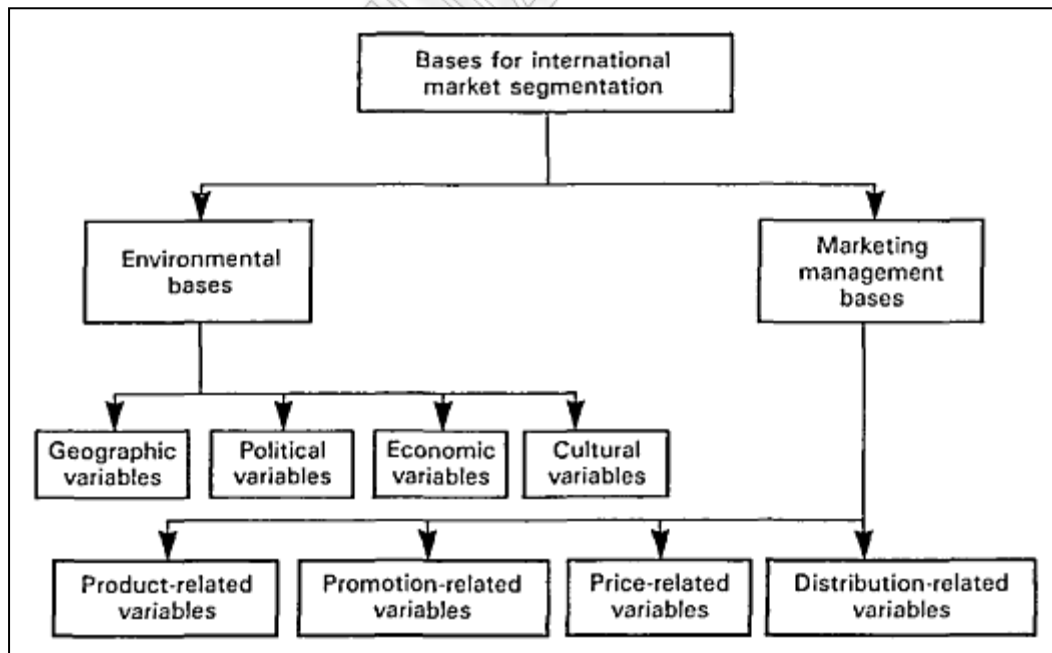 Bases for international
market segmentation
Environmental
bases
Marketing
management
bases
Geographic
variables
Political
variables
Economic
variables
Cultural
variables
Product-related
variables
Promotion-related
variables
Price-related
variables
Distribution-related
variables